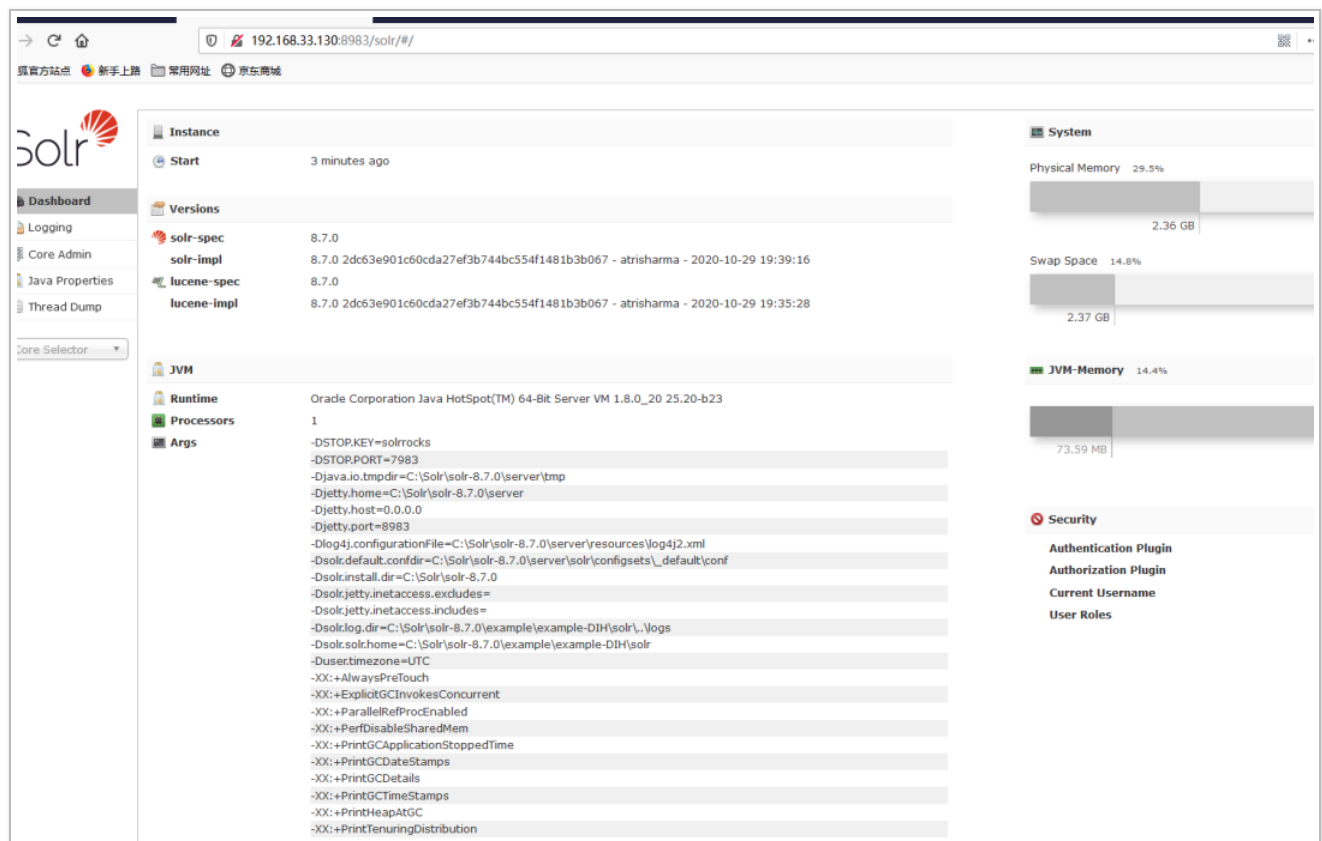 192.168.33.130:8983/solr/#/
狐官方站点 新手上路 常用网址 京东商城
Solr
Dashboard
Logging
Core Admin
Java Properties
Thread Dump
Core Selector
Instance
Start 3 minutes ago
Versions
solr-spec 8.7.0
solr-impl 8.7.0 2dc63e901c60cda27ef3b744bc554f1481b3b067 - atrisharma - 2020-10-29 19:39:16
lucene-spec 8.7.0
lucene-impl 8.7.0 2dc63e901c60cda27ef3b744bc554f1481b3b067 - atrisharma - 2020-10-29 19:35:28
JVM
Runtime Oracle Corporation Java HotSpot(TM) 64-Bit Server VM 1.8.0_20 25.20-b23
Processors 1
Args -DSTOP.KEY=solrrocks
-DSTOP.PORT=7983
-Djava.io.tmpdir=C:\Solr\solr-8.7.0\server\tmp
-Djetty.home=C:\Solr\solr-8.7.0\server
-Djetty.host=0.0.0.0
-Djetty.port=8983
-Dlog4j.configurationFile=C:\Solr\solr-8.7.0\server\resources\log4j2.xml
-Dsolr.default.confdir=C:\Solr\solr-8.7.0\server\solr\configsets\_default\conf
-Dsolr.install.dir=C:\Solr\solr-8.7.0
-Dsolr.jetty.inetaccess.excludes=
-Dsolr.jetty.inetaccess.includes=
-Dsolr.log.dir=C:\Solr\solr-8.7.0\example\example-DIH\solr\..\logs
-Dsolr.solr.home=C:\Solr\solr-8.7.0\example\example-DIH\solr
-Duser.timezone=UTC
-XX:+AlwaysPreTouch
-XX:+ExplicitGCInvokesConcurrent
-XX:+ParallelRefProcEnabled
-XX:+PerfDisableSharedMem
-XX:+PrintGCApplicationStoppedTime
-XX:+PrintGCDateStamps
-XX:+PrintGCDetails
-XX:+PrintGCTimeStamps
-XX:+PrintHeapAtGC
-XX:+PrintTenuringDistribution
System
Physical Memory 29.5%
2.36 GB
Swap Space 14.8%
2.37 GB
JVM-Memory 14.4%
73.59 MB
Security
Authentication Plugin
Authorization Plugin
Current Username
User Roles